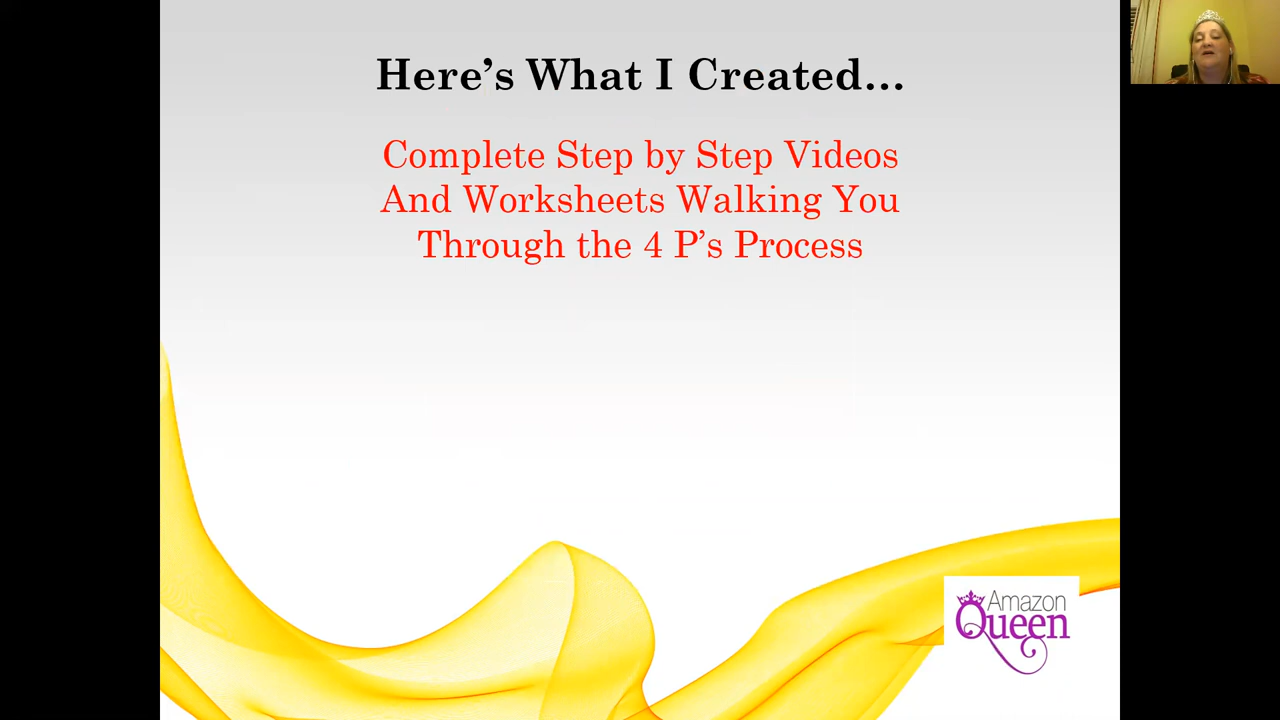 Here’s What I Created...
Complete Step by Step Videos
And Worksheets Walking You
Through the 4 P’s Process
Amazon
Queen